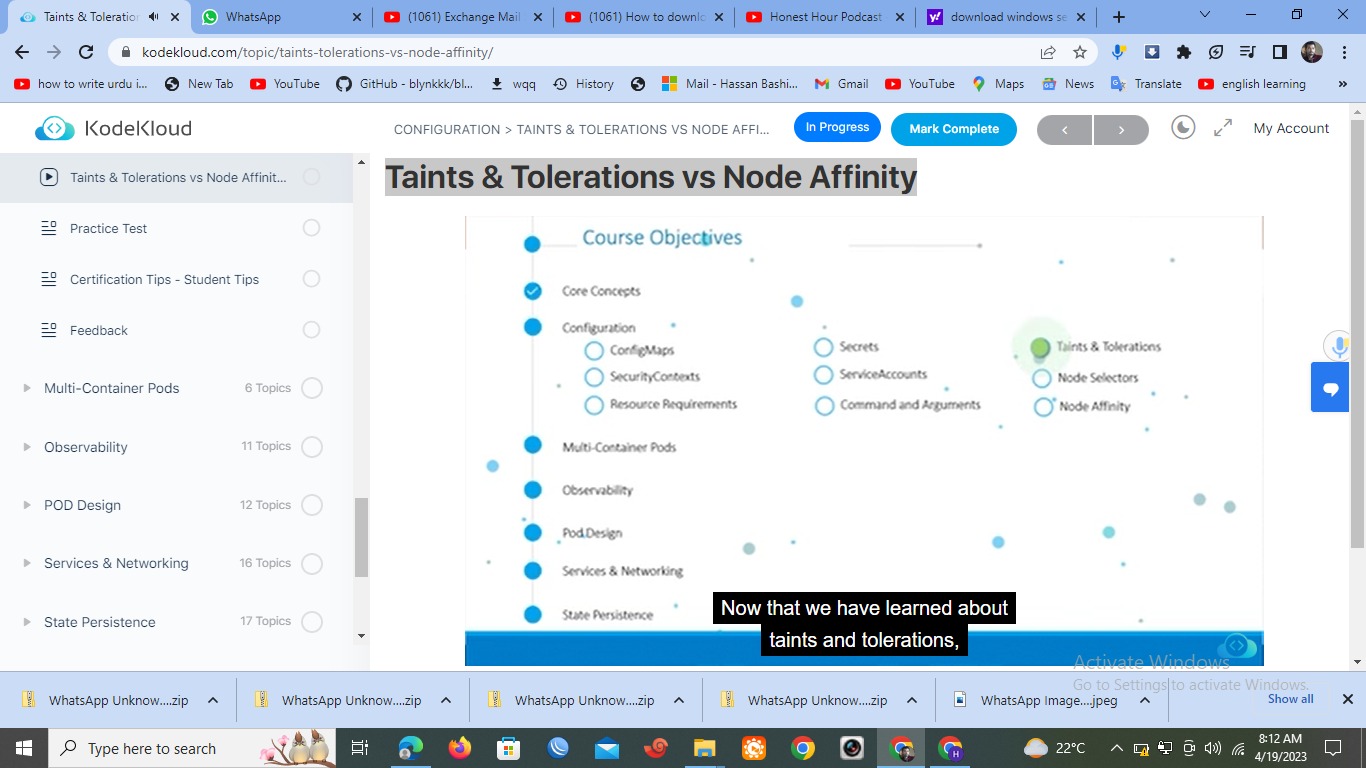 Taints & Toleration
WhatsApp
(1061) Exchange Mail
(1061) How to downlo
Honest Hour Podcast
download windows se
kodekloud.com/topic/taints-tolerations-vs-node-affinity/
how to write urdu i...
New Tab
YouTube
GitHub - blynkkk/bl...
wqq
History
Mail - Hassan Bashi...
Gmail
YouTube
Maps
News
Translate
english learning
»
KodeKloud
CONFIGURATION > TAINTS & TOLERATIONS VS NODE AFFI...
In Progress
Mark Complete
My Account
Taints & Tolerations vs Node Affinit...
Practice Test
Certification Tips - Student Tips
Feedback
Multi-Container Pods 6 Topics
Observability 11 Topics
POD Design 12 Topics
Services & Networking 16 Topics
State Persistence 17 Topics
Taints & Tolerations vs Node Affinity
Course Objectives
Core Concepts
Configuration
ConfigMaps
Secrets
Taints & Tolerations
SecurityContexts
ServiceAccounts
Node Selectors
Resource Requirements
Command and Arguments
Node Affinity
Multi-Container Pods
Observability
Pod Design
Services & Networking
State Persistence
Now that we have learned about
taints and tolerations,
Activate Windows
Go to Settings to activate Windows.
WhatsApp Unknow....zip
WhatsApp Unknow....zip
WhatsApp Unknow....zip
WhatsApp Unknow....zip
WhatsApp Image....jpeg
Show all
Type here to search
22°C
8:12 AM
4/19/2023